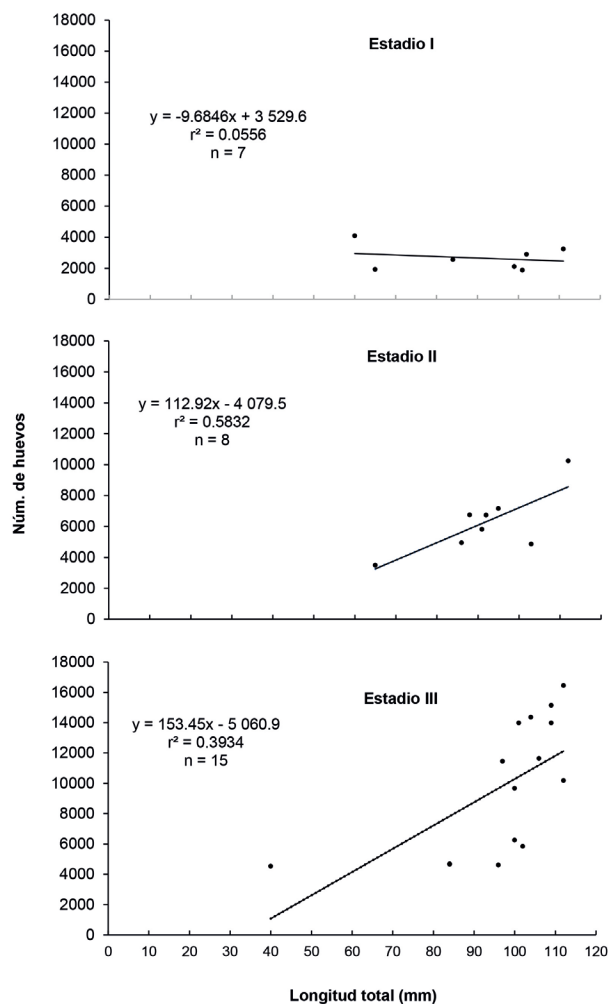 18000
Estadio I
16000
14000
12000
y = -9.6846x + 3 529.6
r² = 0.0556
10000
n = 7
8000
6000
4000
2000
0
18000
Estadio II
16000
14000
y = 112.92x - 4 079.5
r² = 0.5832
12000
n = 8
10000
8000
6000
4000
2000
0
Núm. de huevos
18000
16000
Estadio III
14000
y = 153.45x - 5 060.9
r² = 0.3934
12000
n = 15
10000
8000
6000
4000
2000
0
0 10 20 30 40 50 60 70 80 90 100 110 120
Longitud total (mm)